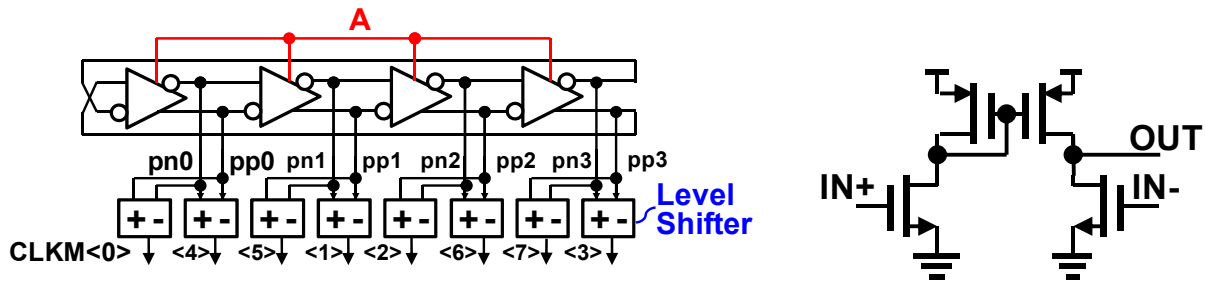 A
pn0 pp0 pn1 pp1 pn2 pp2 pn3 pp3
+ - + - + - + - + - + - + - + -
Level
Shifter
CLKM<0> <4> <5> <1> <2> <6> <7> <3>
OUT
IN+ IN-